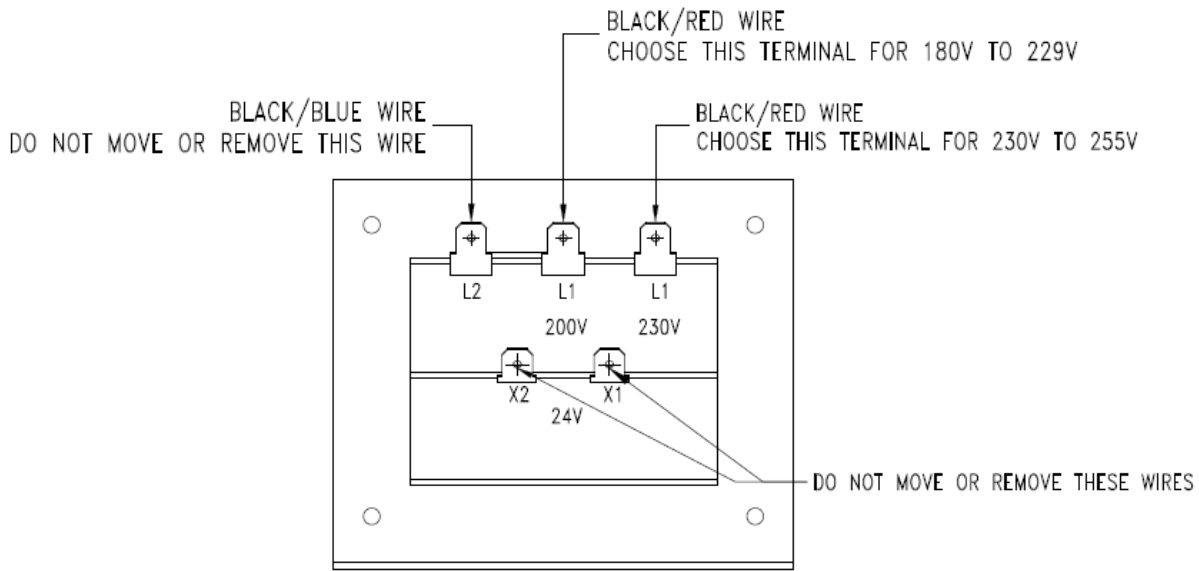 BLACK/RED WIRE
CHOOSE THIS TERMINAL FOR 180V TO 229V
BLACK/BLUE WIRE
DO NOT MOVE OR REMOVE THIS WIRE
BLACK/RED WIRE
CHOOSE THIS TERMINAL FOR 230V TO 255V
L2 L1 L1
200V 230V
X2 X1
24V
DO NOT MOVE OR REMOVE THESE WIRES